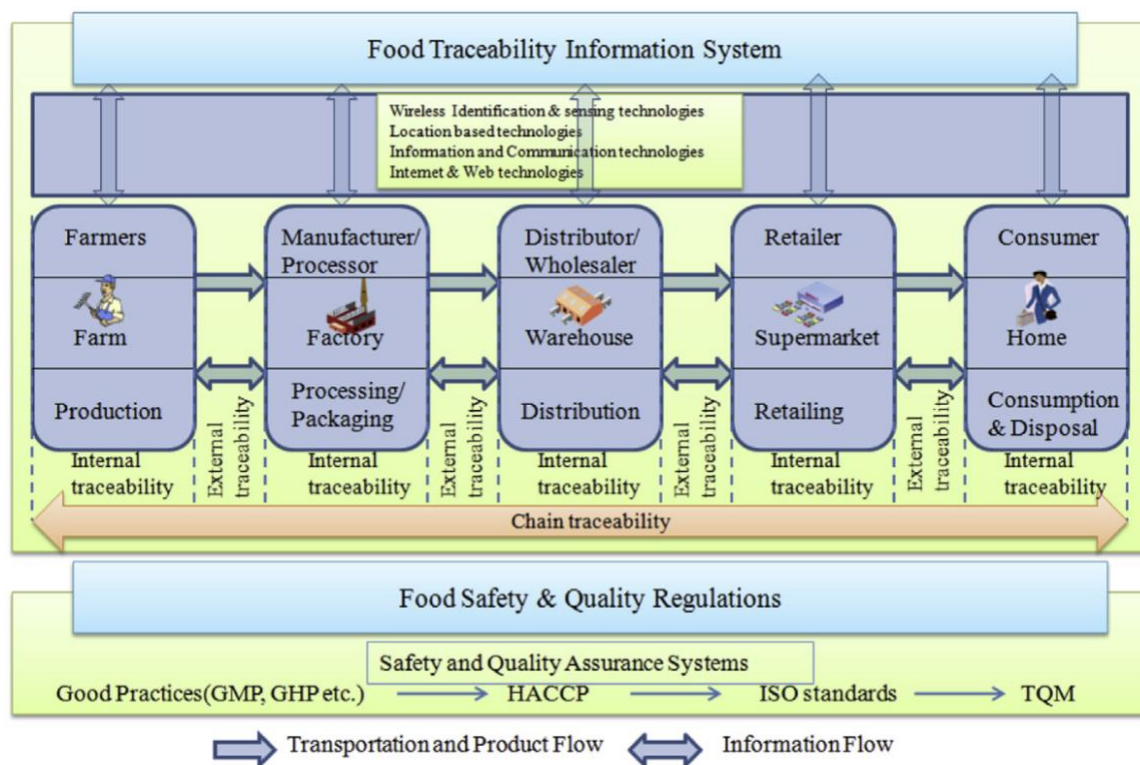 Food Traceability Information System
Wireless Identification & sensing technologies
Location based technologies
Information and Communication technologies
Internet & Web technologies
Farmers
Farm
Production
Manufacturer/
Processor
Factory
Processing/
Packaging
Distributor/
Wholesaler
Warehouse
Distribution
Retailer
Supermarket
Retailing
Consumer
Home
Consumption
& Disposal
Internal
traceability
External
traceability
Internal
traceability
External
traceability
Internal
traceability
External
traceability
Internal
traceability
External
traceability
Internal
traceability
Chain traceability
Food Safety & Quality Regulations
Safety and Quality Assurance Systems
Good Practices(GMP, GHP etc.)
HACCP
ISO standards
TQM
Transportation and Product Flow
Information Flow